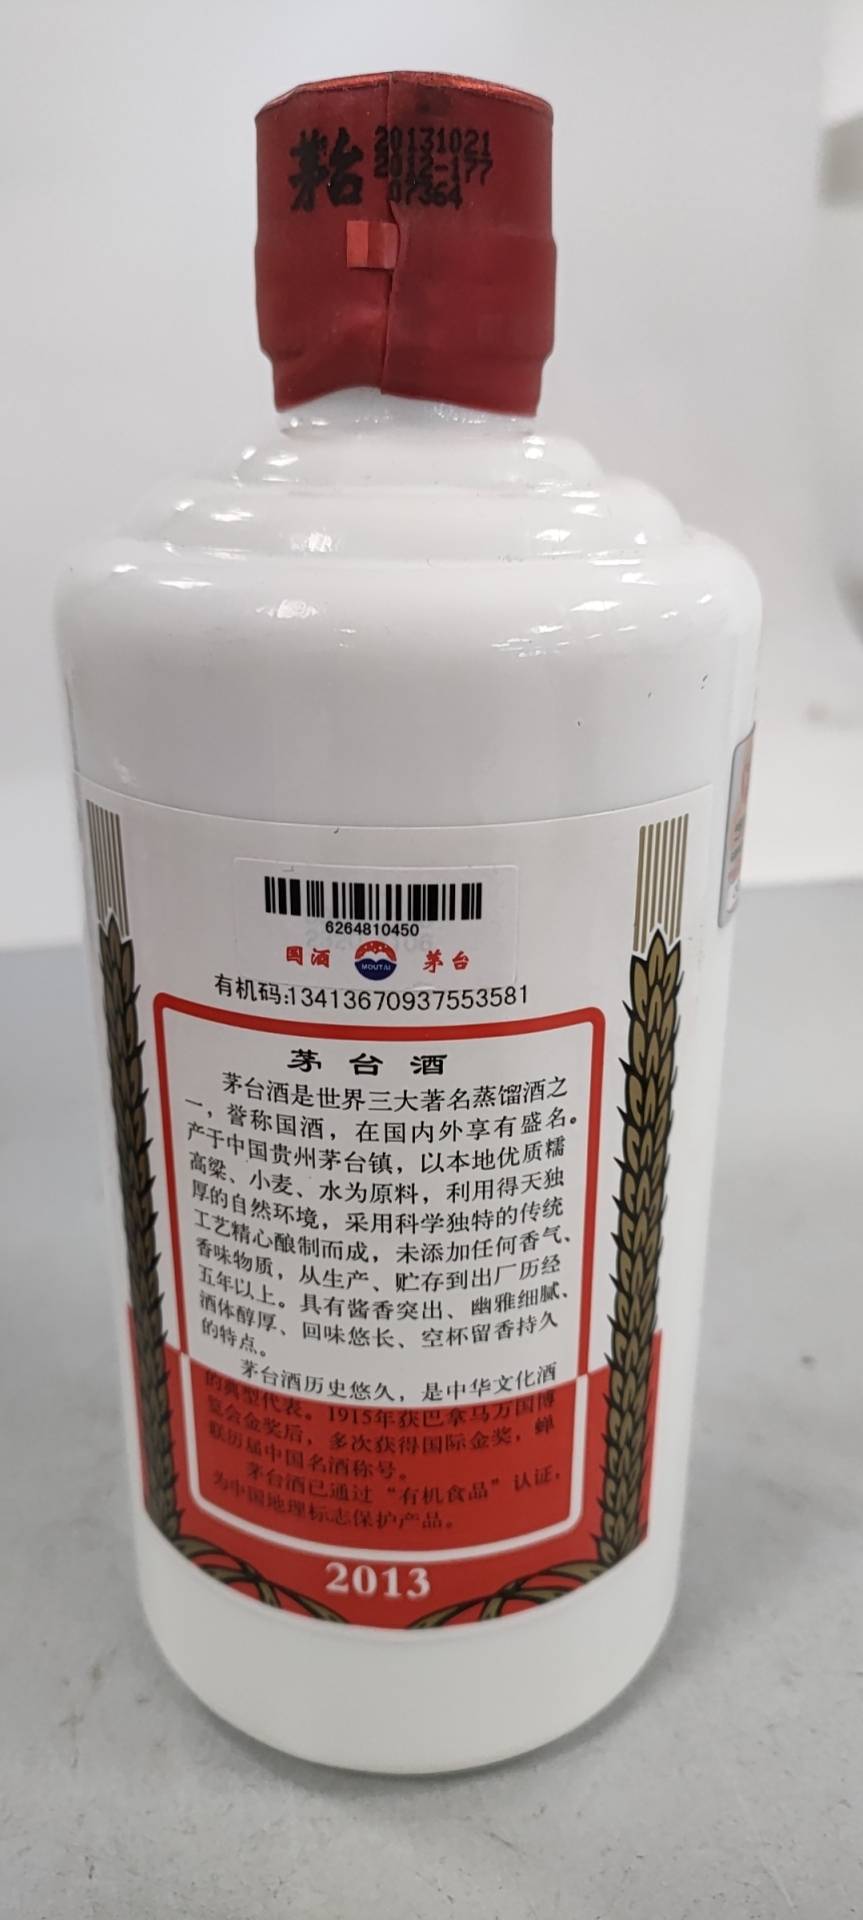 茅台 20131021
2012-177
07364
6264810450
国酒 MOUTAI 茅台
有机码:13413670937553581
茅台酒
茅台酒是世界三大著名蒸馏酒之
一，誉称国酒，在国内外享有盛名。
产于中国贵州茅台镇，以本地优质糯
高粱、小麦、水为原料，利用得天独
厚的自然环境，采用科学独特的传统
工艺精心酿制而成，未添加任何香气、
香味物质，从生产、贮存到出厂历经
五年以上。具有酱香突出、幽雅细腻、
酒体醇厚、回味悠长、空杯留香持久
的特点。
茅台酒历史悠久，是中华文化酒
的典型代表。1915年获巴拿马万国博
览会金奖后，多次获得国际金奖，蝉
联历届中国名酒称号。
茅台酒已通过“有机食品”认证，
为中国地理标志保护产品。
2013